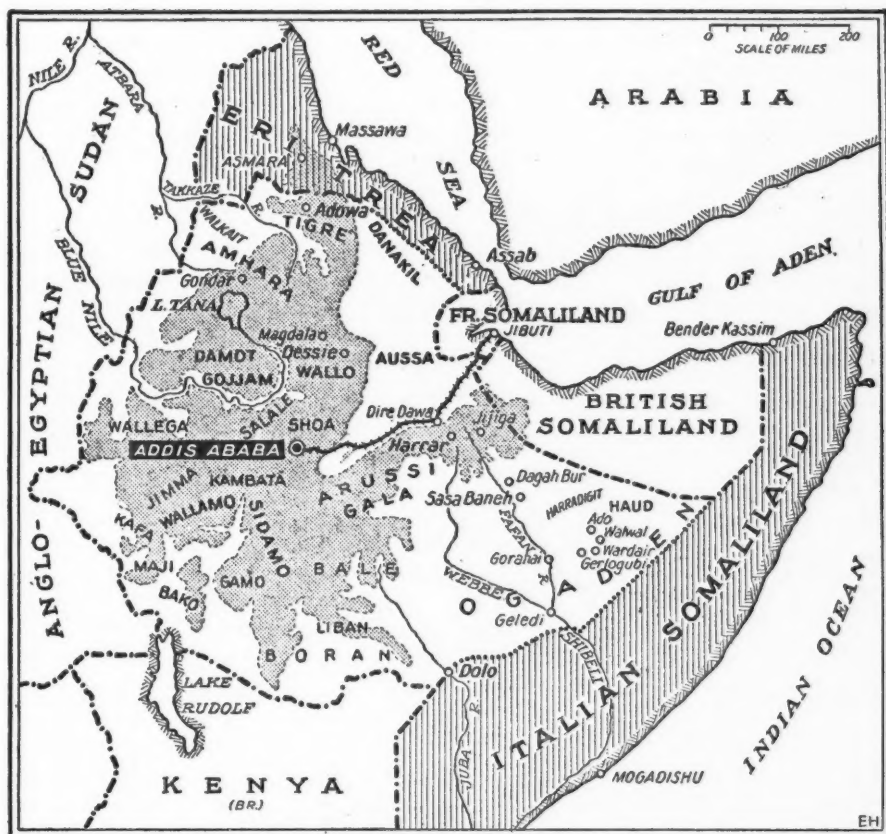 0 100 200
SCALE OF MILES
RED
SEA
ARABIA
NILE R.
ATBARA
R.
SUDAN
ERITREA
Massawa
ASMARA
TAKKAZE
R.
WALKAIT
Adowa
TIGRE
DANAKIL
AMHARA
Gondar
L. TANA
BLUE
NILE
Assab
GULF OF ADEN
FR. SOMALILAND
JIBUTI
Bender Kassim
Magdala
Dessie
WALLO
AUSSA
DAMOT
GOJJAM
SALALE
SHOA
WALLEGA
ADDIS ABABA
Dire Dawa
Harrar
Jijiga
BRITISH
SOMALILAND
ANGLO-EGYPTIAN
JIMMA
KAMBATA
WALLAMO
KAFA
MAJI
BAKO
GAMO
SIDAMO
ARUSSI
GALA
BALE
Dagah Bur
Sasa Baneh
HARRADIGIT
HAUD
Ado
Walwal
Wardair
Gerlogubi
FAFAN
R.
Gorahai
WEBBE
SHIBELI
OGADEN
Geledi
LIBAN
BORAN
Dolo
LAKE
RUDOLF
KENYA
(BR.)
JUBA
R.
ITALIAN SOMALILAND
MOGADISHU
INDIAN OCEAN
EH